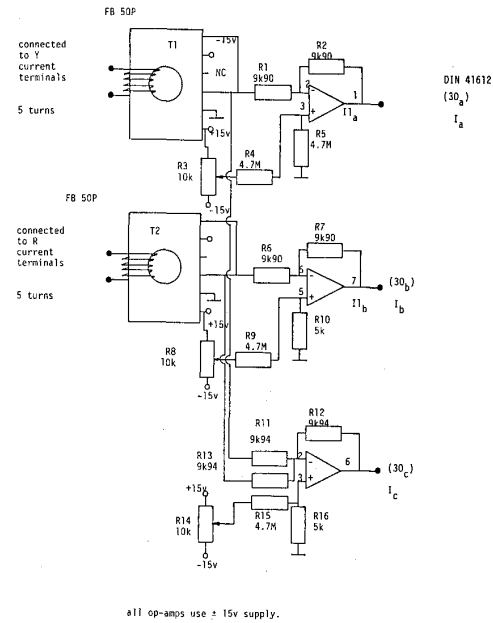 FB 50P
connected
to Y
current
terminals
5 turns
T1
-15v
NC
+15v
R1
9k90
R2
9k90
2
-
3
+
1
I1a
DIN 41612
(30a)
Ia
R3
10k
-15v
R4
4.7M
R5
4.7M
FB 50P
connected
to R
current
terminals
5 turns
T2
+15v
R6
9k90
R7
9k90
6
-
5
+
7
I1b
(30b)
Ib
R8
10k
-15v
R9
4.7M
R10
5k
R11
9k94
R12
9k94
R13
9k94
2
-
3
+
6
(30c)
Ic
+15v
R14
10k
-15v
R15
4.7M
R16
5k
all op-amps use ± 15v supply.